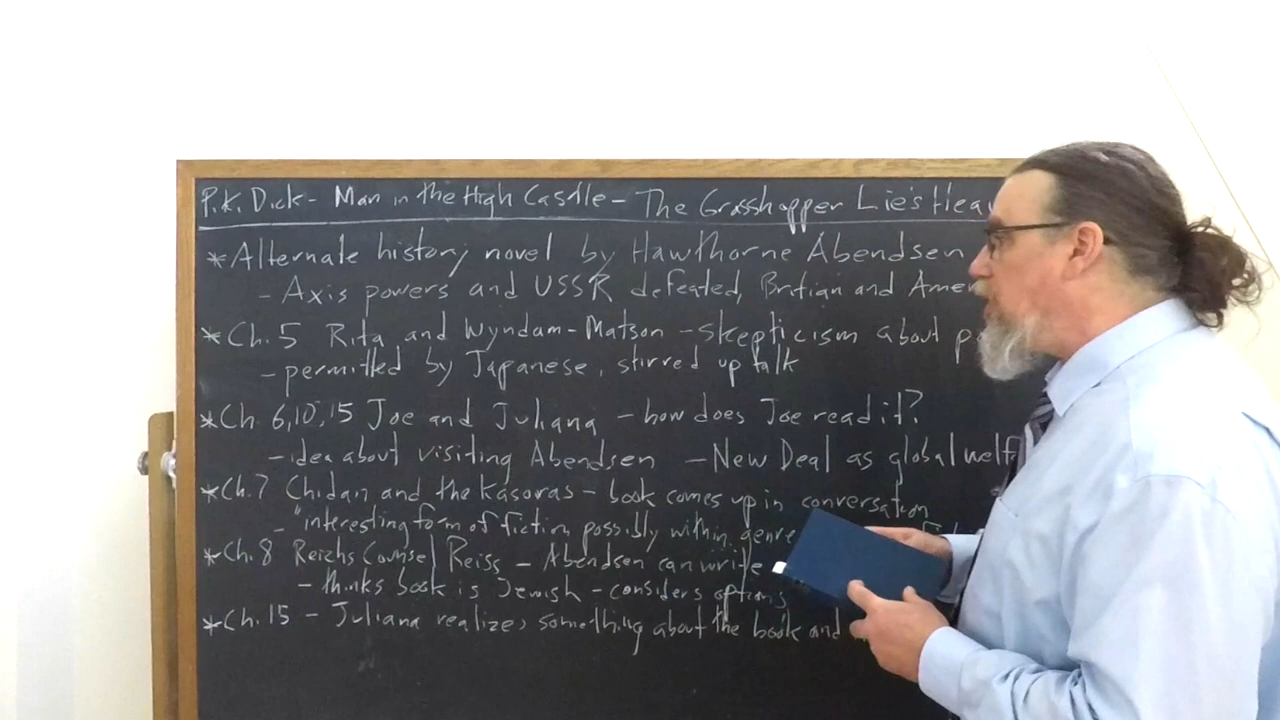 P.K. Dick - Man in the High Castle - The Grasshopper Lie's Heav
* Alternate history novel by Hawthorne Abendsen
- Axis powers and USSR defeated, Britian and Amer
* Ch. 5 Rita and Wyndam-Matson - skepticism about p
- permitted by Japanese, stirred up talk
* Ch 6, 10, 15 Joe and Juliana - how does Joe read it?
- idea about visiting Abendsen - New Deal as global welf
* Ch. 7 Chidan and the Kasoras - book comes up in conversation
- "interesting form of fiction possibly within genre
* Ch. 8 Reichs Counsel Reiss - Abendsen can write
- thinks book is Jewish - considers options
* Ch. 15 - Juliana realizes something about the book and